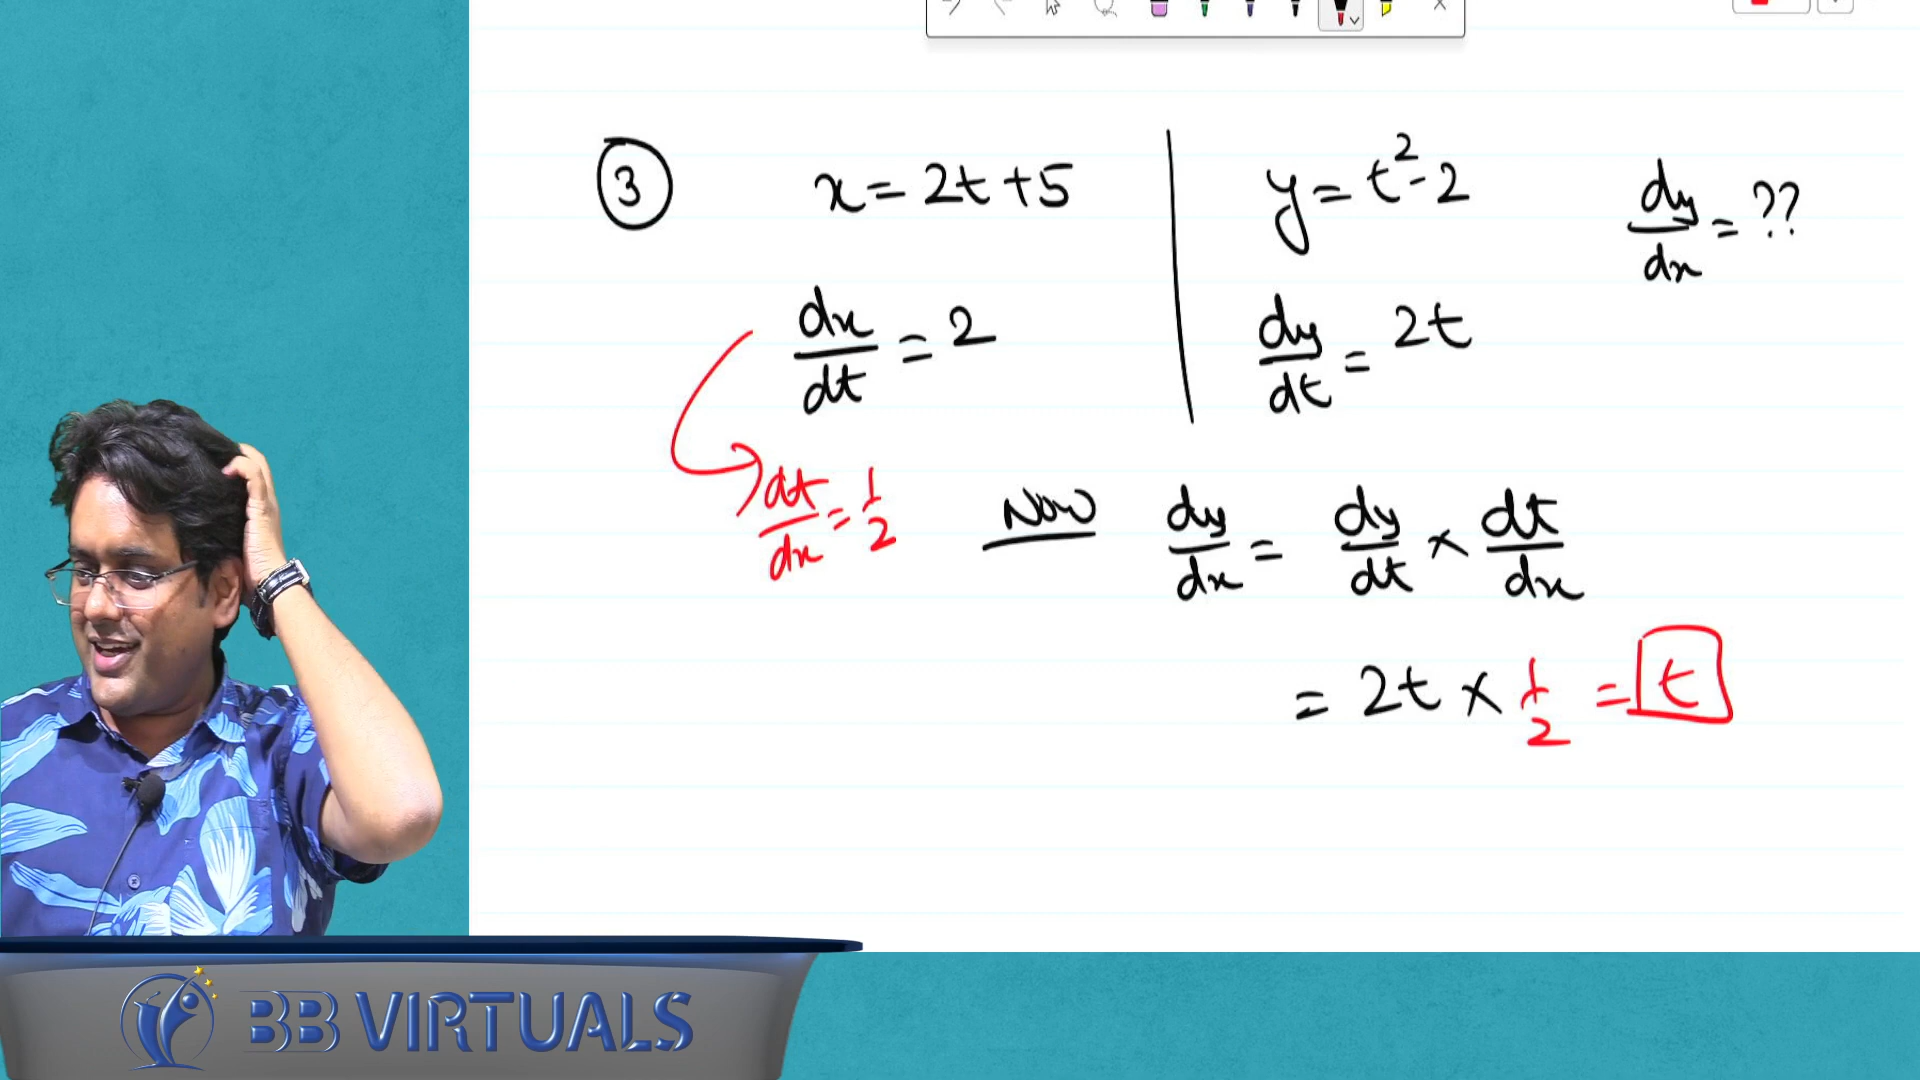 ③ x = 2t + 5 | y = t² - 2 dy/dx = ??
dx/dt = 2 | dy/dt = 2t
dt/dx = 1/2 Now dy/dx = dy/dt × dt/dx
= 2t × 1/2 = t
BB VIRTUALS